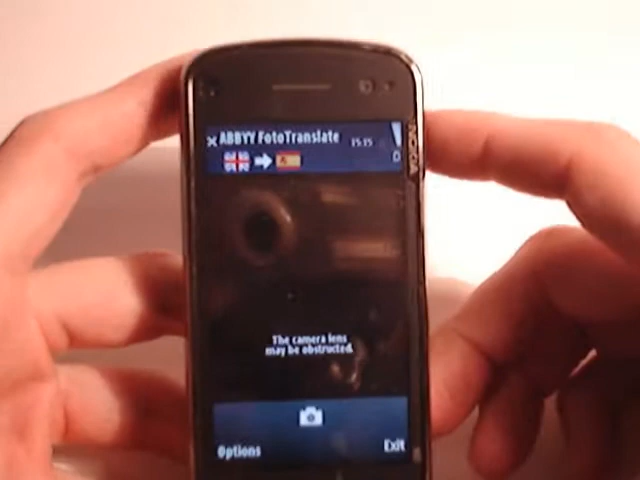 ABBYY FotoTranslate
15:15
D
NOKIA
The camera lens
may be obstructed.
Options
Exit